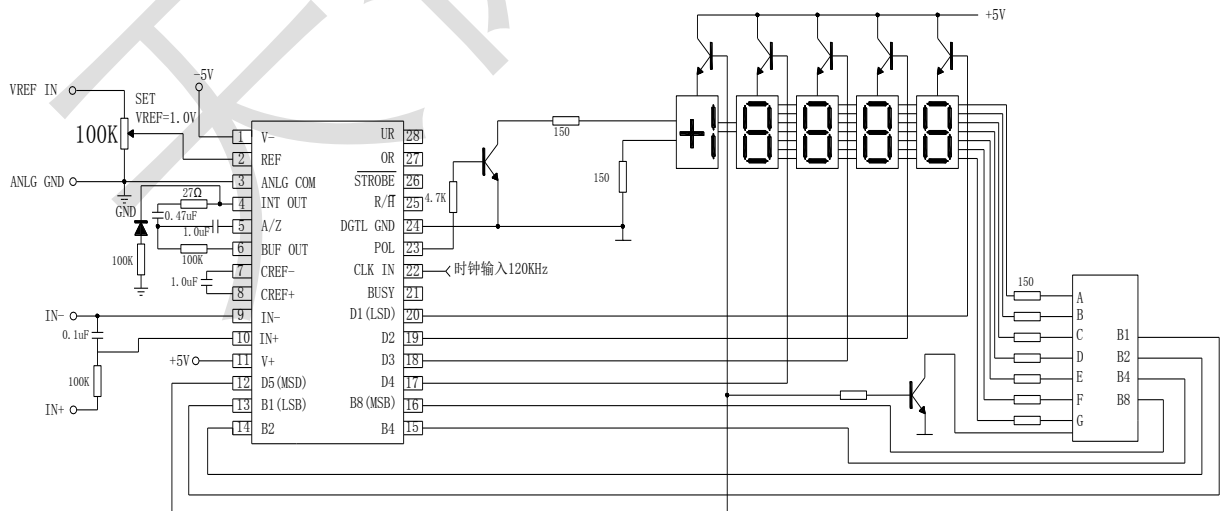 +5V
-5V
VREF IN
SET
VREF=1.0V
100K
ANLG GND
GND
27Ω
0.47uF
1.0uF
100K
100K
1.0uF
IN-
0.1uF
100K
IN+
+5V
1 V-
2 REF
3 ANLG COM
4 INT OUT
5 A/Z
6 BUF OUT
7 CREF-
8 CREF+
9 IN-
10 IN+
11 V+
12 D5(MSD)
13 B1(LSB)
14 B2
UR 28
OR 27
STROBE 26
R/H 25
DGTL GND 24
POL 23
CLK IN 22
BUSY 21
D1(LSD) 20
D2 19
D3 18
D4 17
B8(MSB) 16
B4 15
4.7K
150
150
时钟输入120KHz
+1
8
8
8
8
150
A
B
C
D
E
F
G
B1
B2
B4
B8